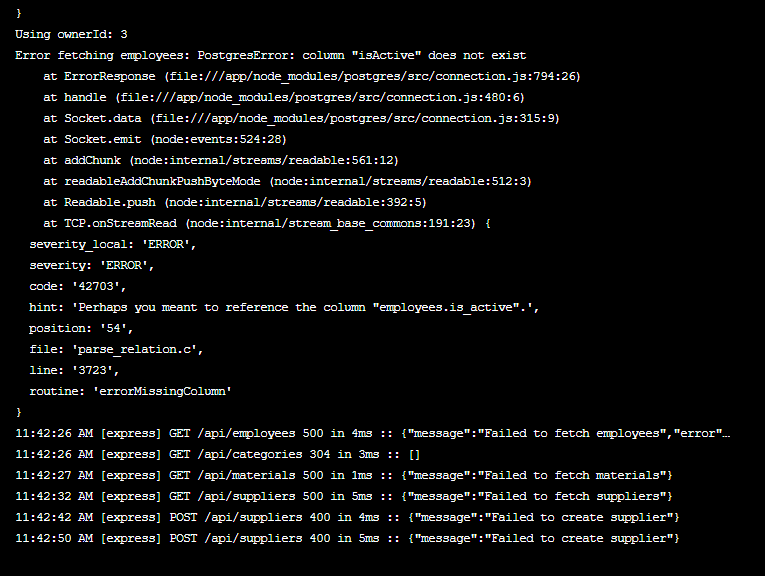 }
Using ownerId: 3
Error fetching employees: PostgresError: column "isActive" does not exist
    at ErrorResponse (file:///app/node_modules/postgres/src/connection.js:794:26)
    at handle (file:///app/node_modules/postgres/src/connection.js:480:6)
    at Socket.data (file:///app/node_modules/postgres/src/connection.js:315:9)
    at Socket.emit (node:events:524:28)
    at addChunk (node:internal/streams/readable:561:12)
    at readableAddChunkPushByteMode (node:internal/streams/readable:512:3)
    at Readable.push (node:internal/streams/readable:392:5)
    at TCP.onStreamRead (node:internal/stream_base_commons:191:23) {
  severity_local: 'ERROR',
  severity: 'ERROR',
  code: '42703',
  hint: 'Perhaps you meant to reference the column "employees.is_active".',
  position: '54',
  file: 'parse_relation.c',
  line: '3723',
  routine: 'errorMissingColumn'
}
11:42:26 AM [express] GET /api/employees 500 in 4ms :: {"message":"Failed to fetch employees","error"…
11:42:26 AM [express] GET /api/categories 304 in 3ms :: []
11:42:27 AM [express] GET /api/materials 500 in 1ms :: {"message":"Failed to fetch materials"}
11:42:32 AM [express] GET /api/suppliers 500 in 5ms :: {"message":"Failed to fetch suppliers"}
11:42:42 AM [express] POST /api/suppliers 400 in 4ms :: {"message":"Failed to create supplier"}
11:42:50 AM [express] POST /api/suppliers 400 in 5ms :: {"message":"Failed to create supplier"}